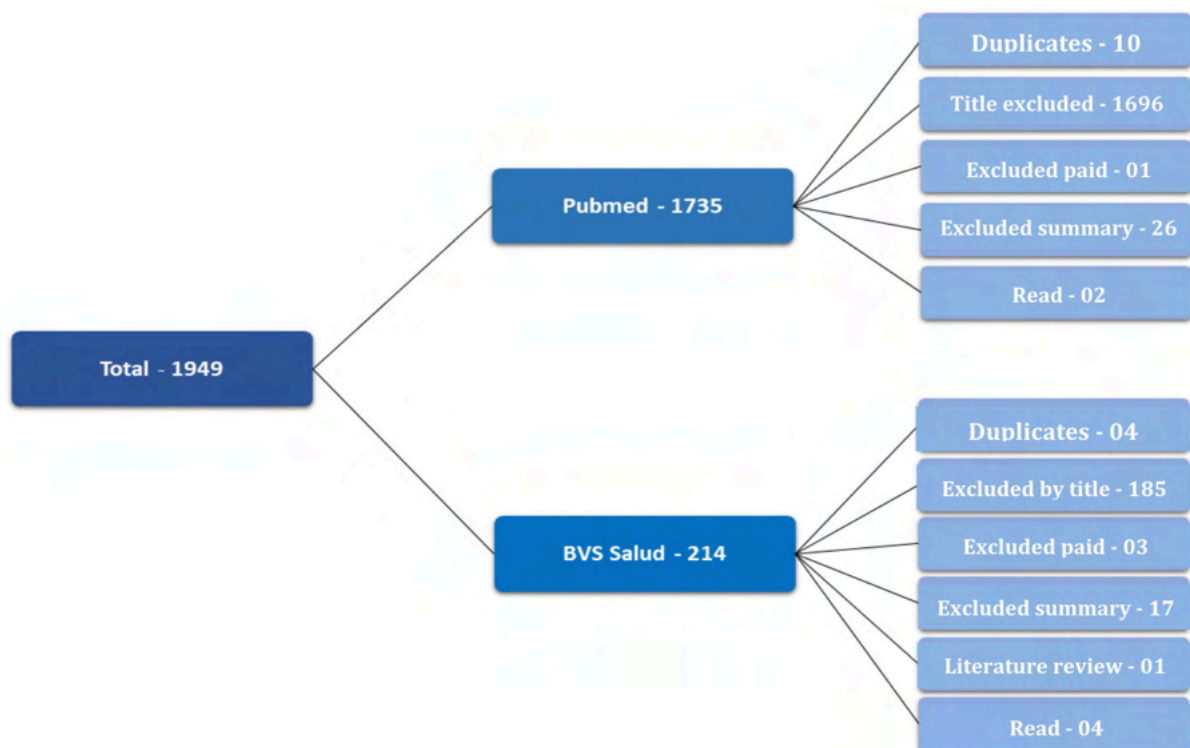 Total - 1949
Pubmed - 1735
Duplicates - 10
Title excluded - 1696
Excluded paid - 01
Excluded summary - 26
Read - 02
BVS Salud - 214
Duplicates - 04
Excluded by title - 185
Excluded paid - 03
Excluded summary - 17
Literature review - 01
Read - 04